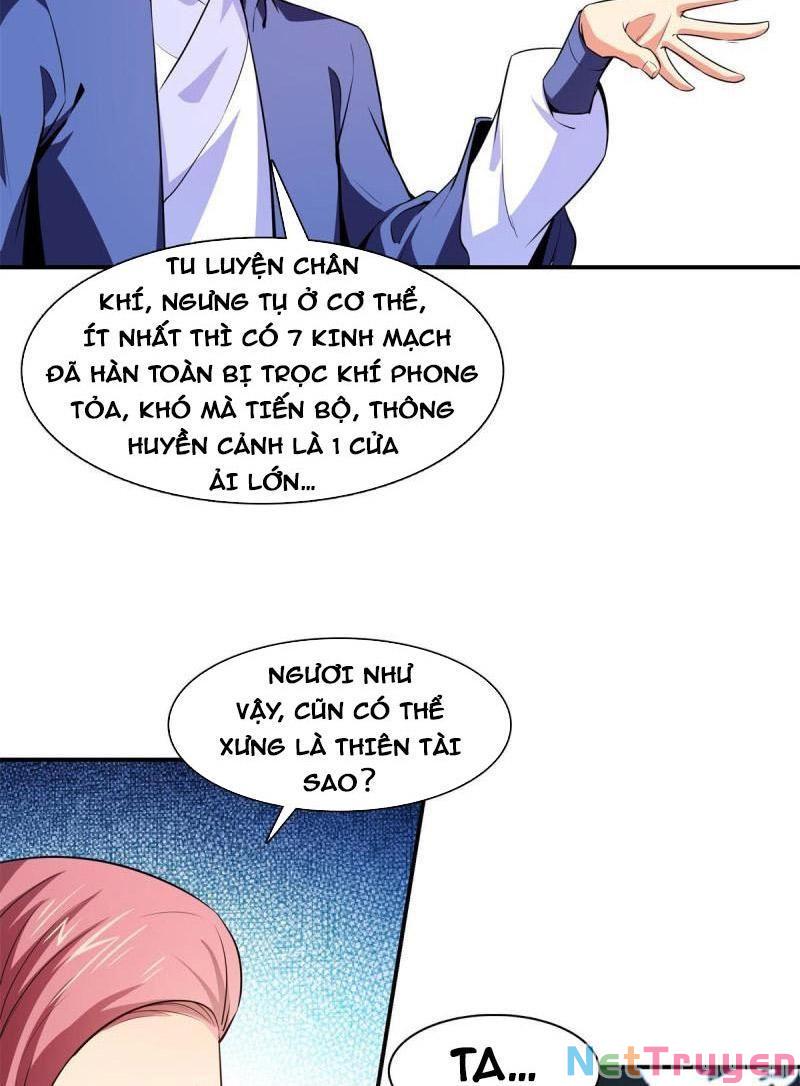 TU LUYỆN CHÂN
KHÍ, NGƯNG TỤ Ở CƠ THỂ,
ÍT NHẤT THÌ CÓ 7 KINH MẠCH
ĐÃ HÀN TOÀN BỊ TRỌC KHÍ PHONG
TỎA, KHÓ MÀ TIẾN BỘ, THÔNG
HUYỀN CẢNH LÀ 1 CỬA
ẢI LỚN...
NGƯƠI NHƯ
VẬY, CŨN CÓ THỂ
XƯNG LÀ THIÊN TÀI
SAO?
TA...
NetTruyen